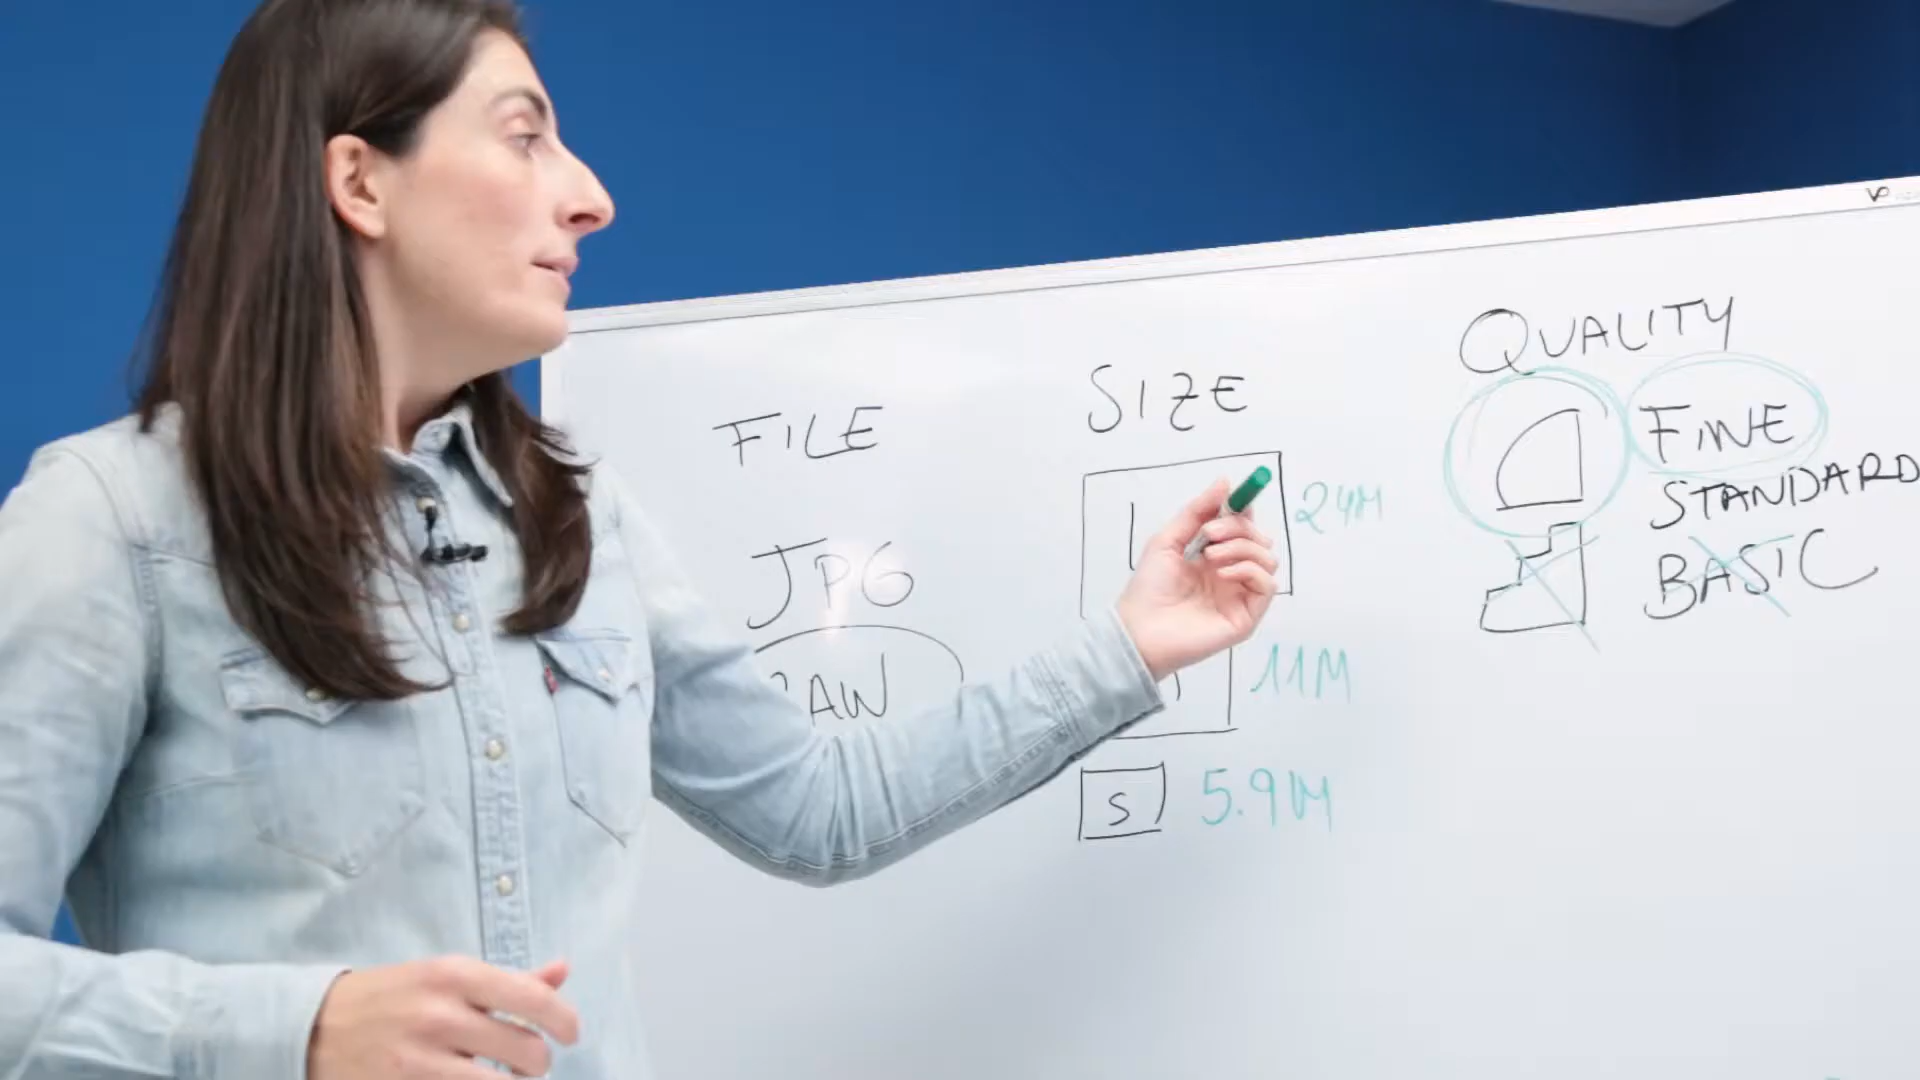 FILE
JPG
RAW
SIZE
L
24M
11M
S
5.9M
QUALITY
FINE
STANDARD
BASIC